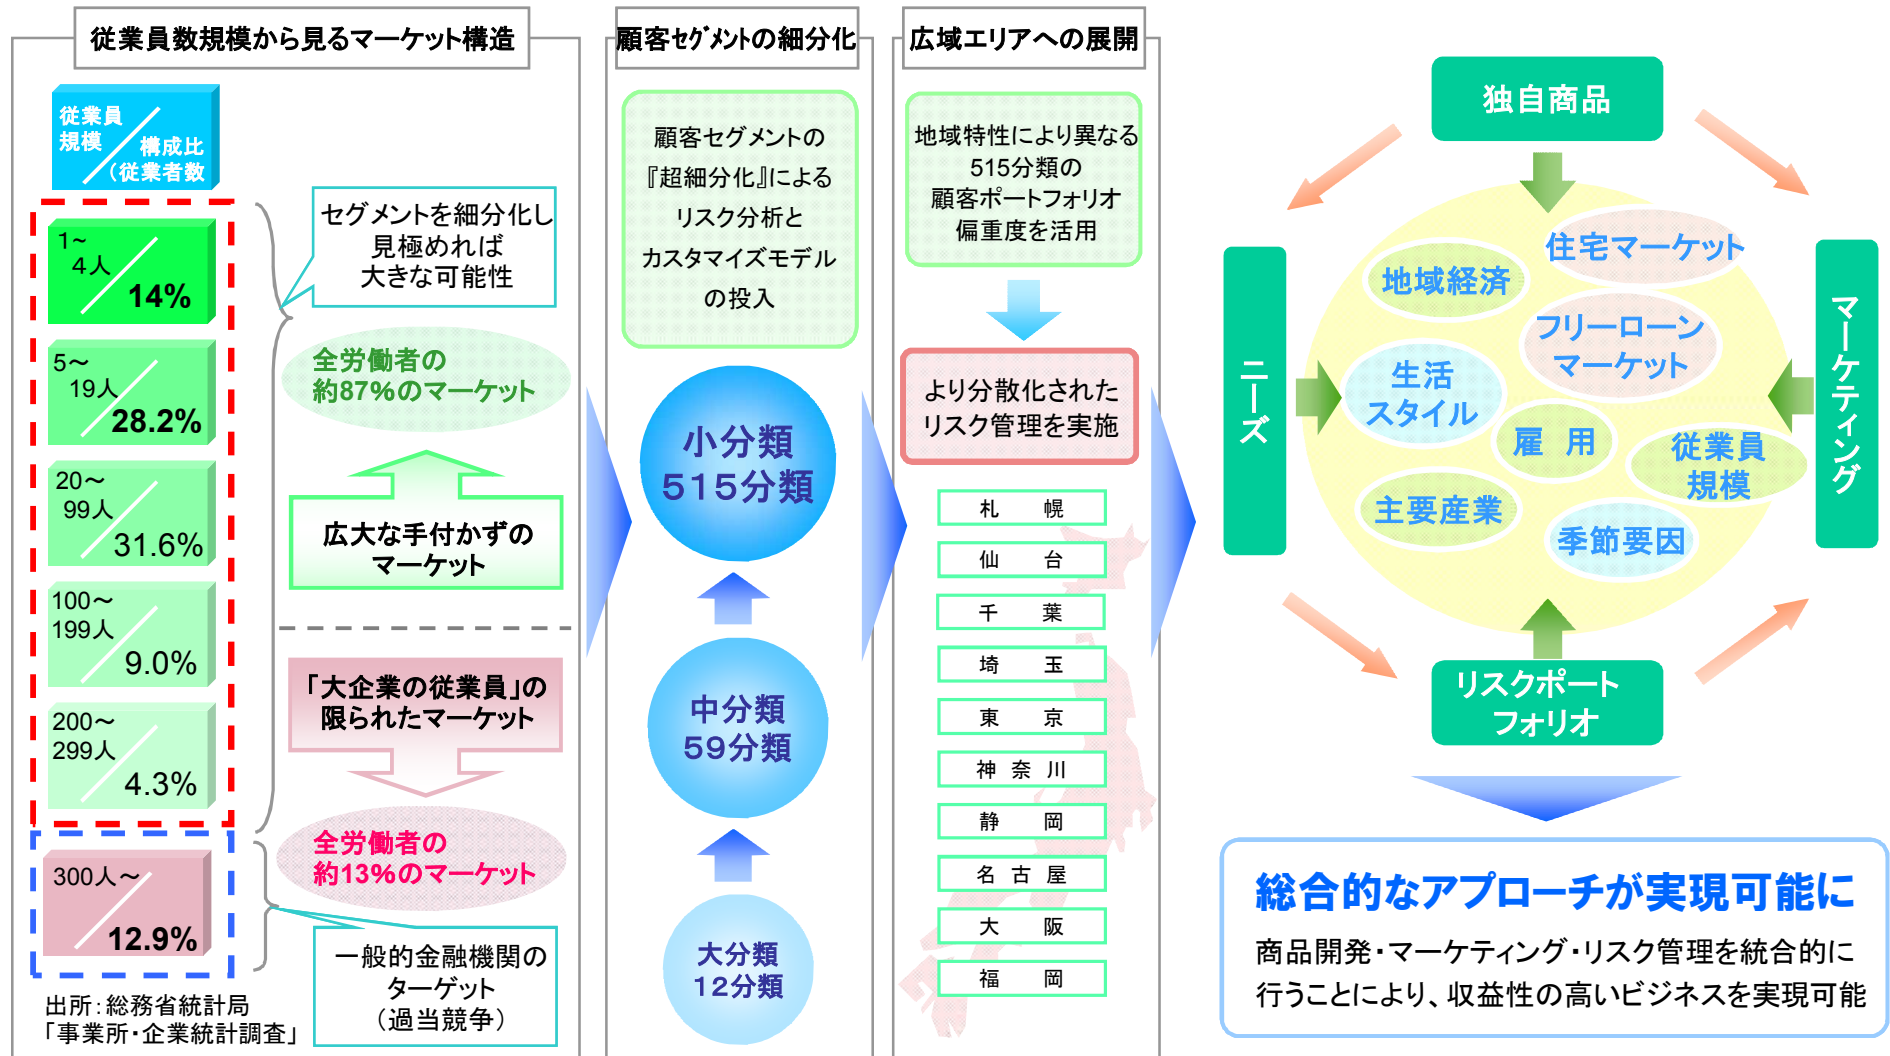 従業員数規模から見るマーケット構造
従業員
規模
構成比
(従業者数
1~
4人
14%
5～
19人
28.2%
20～
99人
31.6%
100～
199人
9.0%
200～
299人
4.3%
300人～
12.9%
出所：総務省統計局
「事業所・企業統計調査」
セグメントを細分化し
見極めれば
大きな可能性
全労働者の
約87%のマーケット
広大な手付かずの
マーケット
「大企業の従業員」の
限られたマーケット
全労働者の
約13%のマーケット
一般的金融機関の
ターゲット
（過当競争）
顧客セグメントの細分化
顧客セグメントの
『超細分化』による
リスク分析と
カスタマイズモデル
の投入
小分類
515分類
中分類
59分類
大分類
12分類
広域エリアへの展開
地域特性により異なる
515分類の
顧客ポートフォリオ
偏重度を活用
より分散化された
リスク管理を実施
札　幌
仙　台
千　葉
埼　玉
東　京
神 奈 川
静　岡
名 古 屋
大　阪
福　岡
独自商品
ニーズ
マーケティング
住宅マーケット
地域経済
フリーローン
マーケット
生活
スタイル
雇　用
従業員
規模
主要産業
季節要因
リスクポート
フォリオ
総合的なアプローチが実現可能に
商品開発・マーケティング・リスク管理を統合的に
行うことにより、収益性の高いビジネスを実現可能